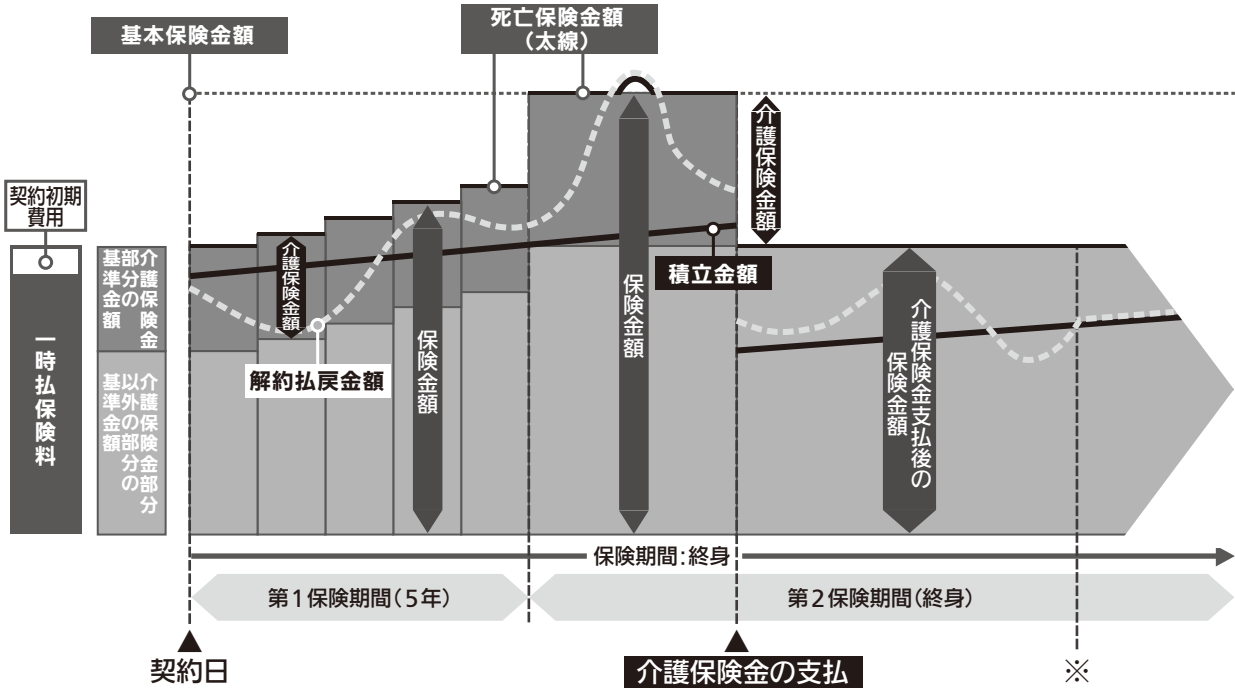 基本保険金額
死亡保険金額
（太線）
契約初期
費用
一時払保険料
介護保険金
部分の
基準金額
介護保険金部分
以外の部分の
基準金額
介護保険金額
解約払戻金額
保険金額
保険金額
積立金額
介護保険金額
介護保険金支払後の
保険金額
保険期間：終身
第1保険期間（5年）
第2保険期間（終身）
契約日
介護保険金の支払
※